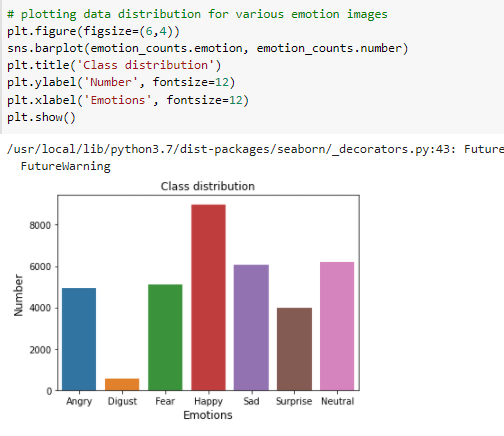 # plotting data distribution for various emotion images
plt.figure(figsize=(6,4))
sns.barplot(emotion_counts.emotion, emotion_counts.number)
plt.title('Class distribution')
plt.ylabel('Number', fontsize=12)
plt.xlabel('Emotions', fontsize=12)
plt.show()
/usr/local/lib/python3.7/dist-packages/seaborn/_decorators.py:43: Future
FutureWarning
Class distribution
8000
6000
4000
2000
0
Number
Angry Digust Fear Happy Sad Surprise Neutral
Emotions